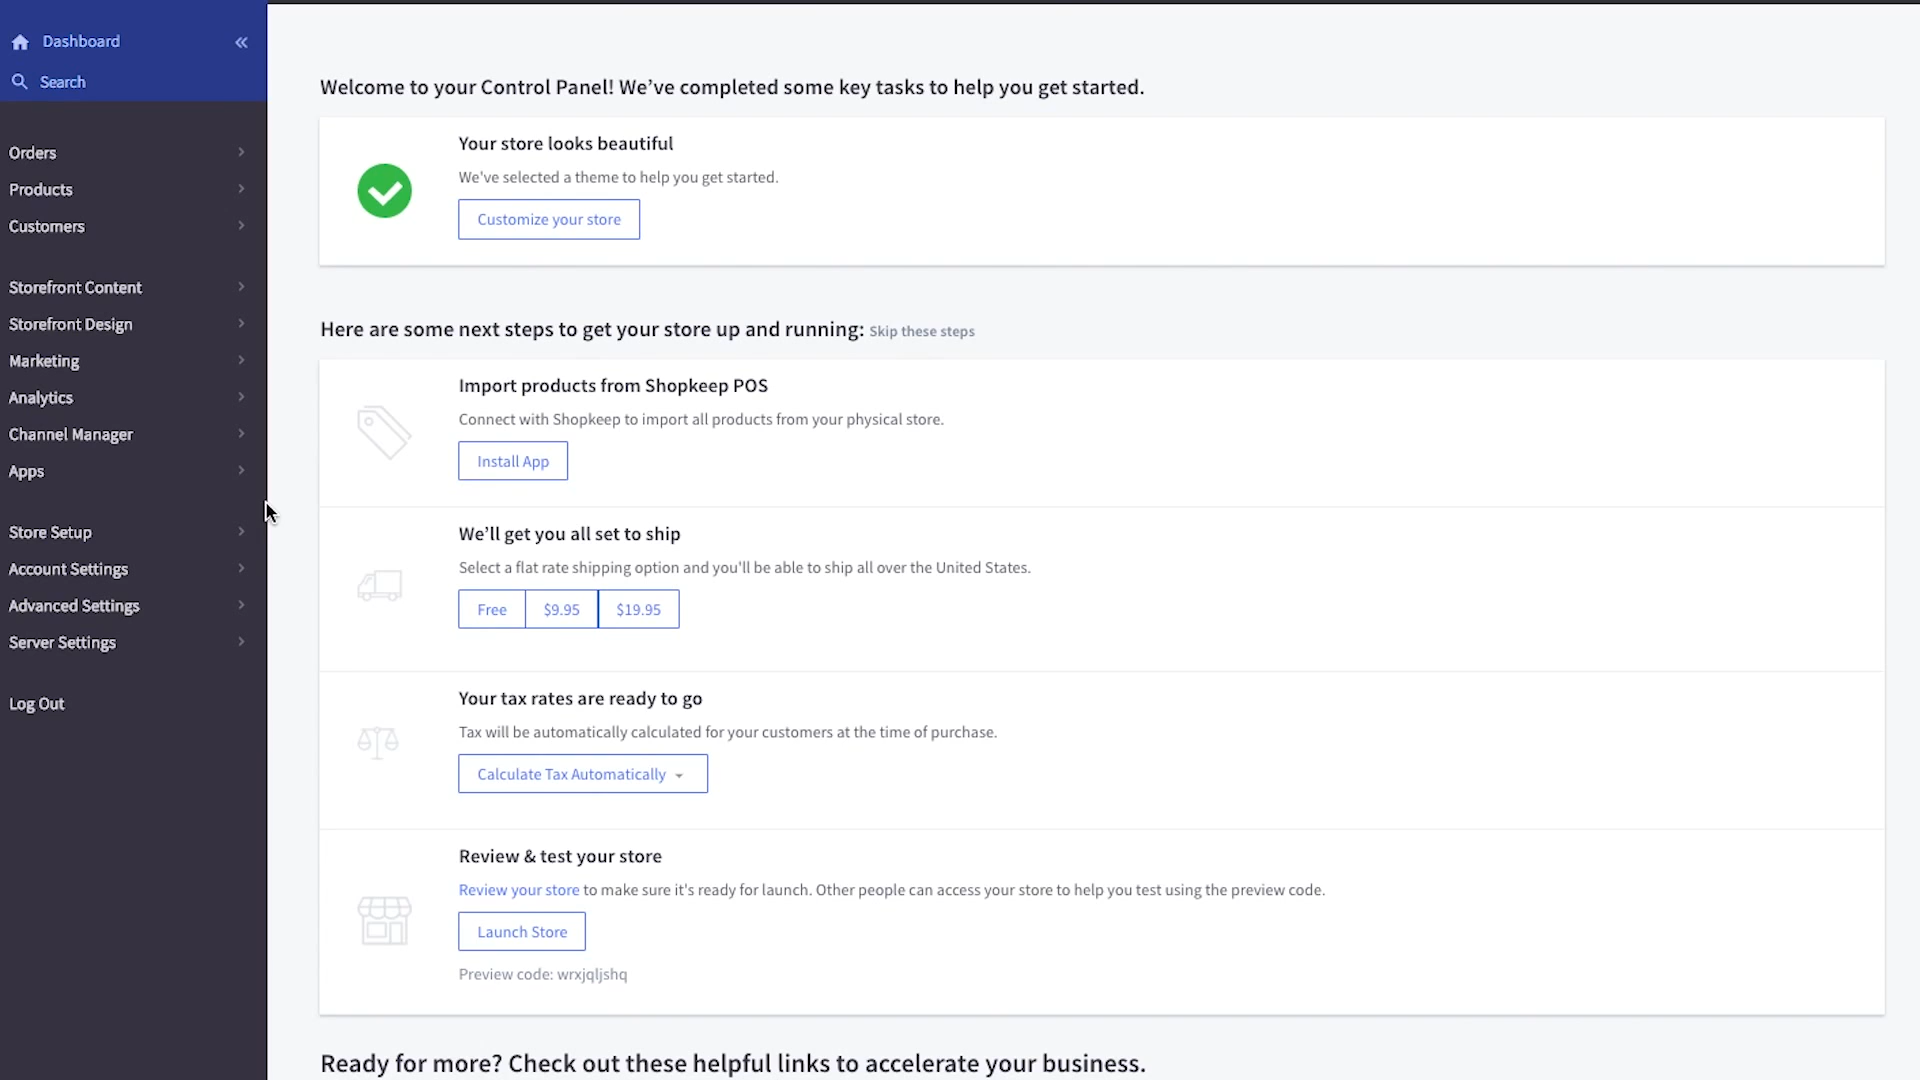 Dashboard
Search
Orders
Products
Customers
Storefront Content
Storefront Design
Marketing
Analytics
Channel Manager
Apps
Store Setup
Account Settings
Advanced Settings
Server Settings
Log Out
Welcome to your Control Panel! We’ve completed some key tasks to help you get started.
Your store looks beautiful
We've selected a theme to help you get started.
Customize your store
Here are some next steps to get your store up and running: Skip these steps
Import products from Shopkeep POS
Connect with Shopkeep to import all products from your physical store.
Install App
We’ll get you all set to ship
Select a flat rate shipping option and you'll be able to ship all over the United States.
Free $9.95 $19.95
Your tax rates are ready to go
Tax will be automatically calculated for your customers at the time of purchase.
Calculate Tax Automatically
Review & test your store
Review your store to make sure it's ready for launch. Other people can access your store to help you test using the preview code.
Launch Store
Preview code: wrxjqljshq
Ready for more? Check out these helpful links to accelerate your business.